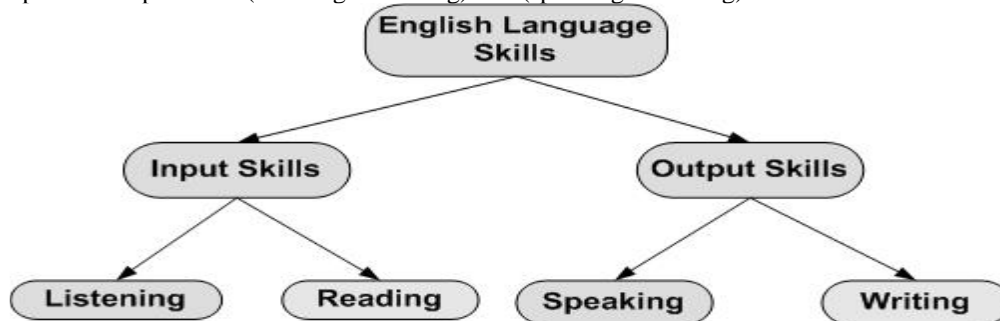 English Language
Skills
Input Skills
Output Skills
Listening
Reading
Speaking
Writing